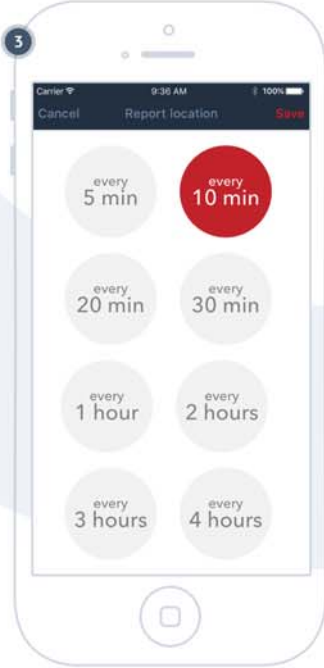 3
Carrier 9:36 AM 100%
Cancel Report location Save
every
5 min
every
10 min
every
20 min
every
30 min
every
1 hour
every
2 hours
every
3 hours
every
4 hours